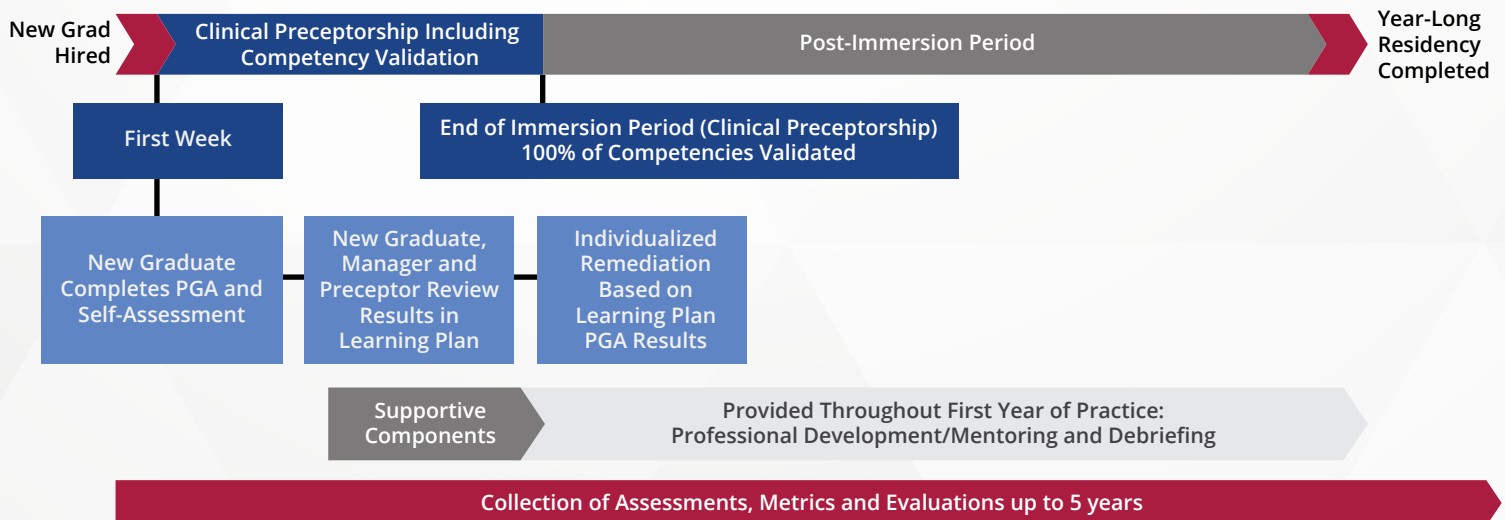 New Grad
Hired
Clinical Preceptorship Including
Competency Validation
Post-Immersion Period
Year-Long
Residency
Completed
First Week
End of Immersion Period (Clinical Preceptorship)
100% of Competencies Validated
New Graduate
Completes PGA and
Self-Assessment
New Graduate,
Manager and
Preceptor Review
Results in
Learning Plan
Individualized
Remediation
Based on
Learning Plan
PGA Results
Supportive
Components
Provided Throughout First Year of Practice:
Professional Development/Mentoring and Debriefing
Collection of Assessments, Metrics and Evaluations up to 5 years